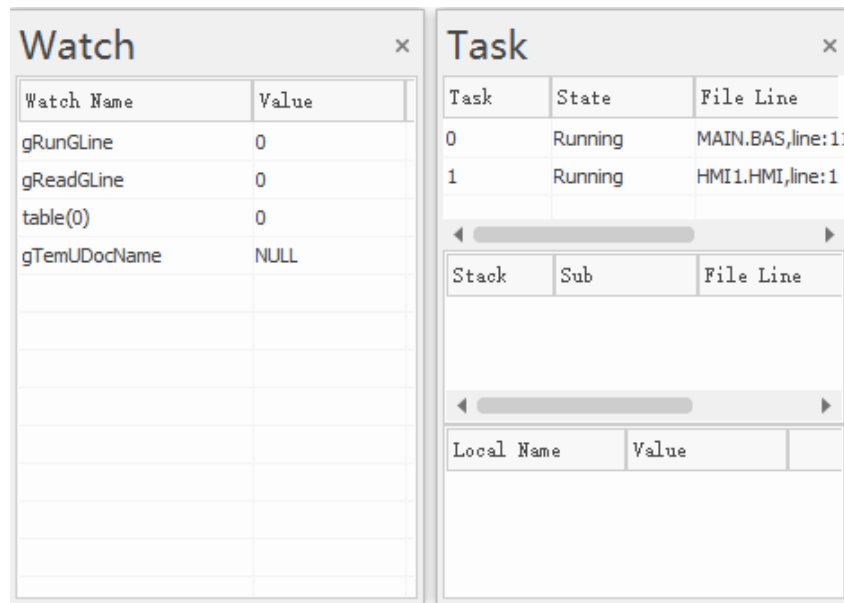 Watch
Watch Name Value
gRunGLine 0
gReadGLine 0
table(0) 0
gTemUDocName NULL
Task
Task State File Line
0 Running MAIN.BAS,line:11
1 Running HMI1.HMI,line:1
Stack Sub File Line
Local Name Value